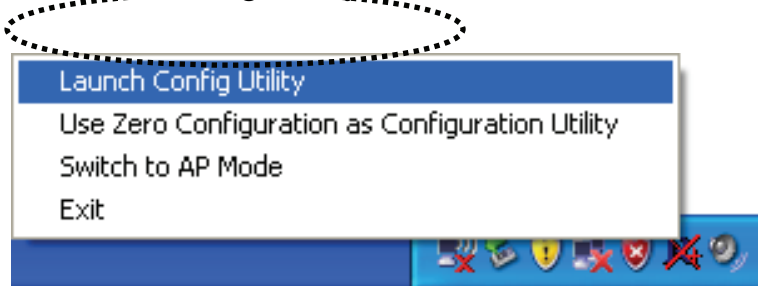 Launch Config Utility
Use Zero Configuration as Configuration Utility
Switch to AP Mode
Exit